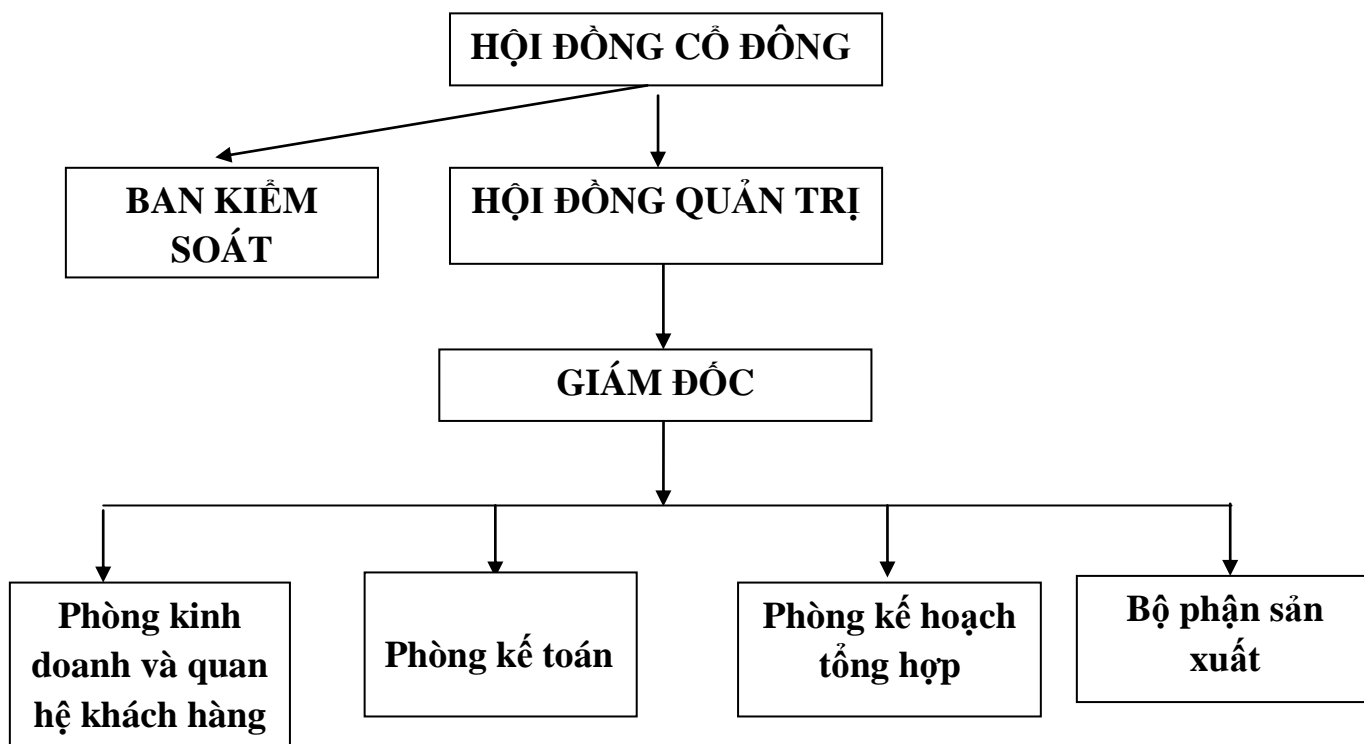 HỘI ĐỒNG CỔ ĐÔNG
BAN KIỂM
SOÁT
HỘI ĐỒNG QUẢN TRỊ
GIÁM ĐỐC
Phòng kinh
doanh và quan
hệ khách hàng
Phòng kế toán
Phòng kế hoạch
tổng hợp
Bộ phận sản
xuất